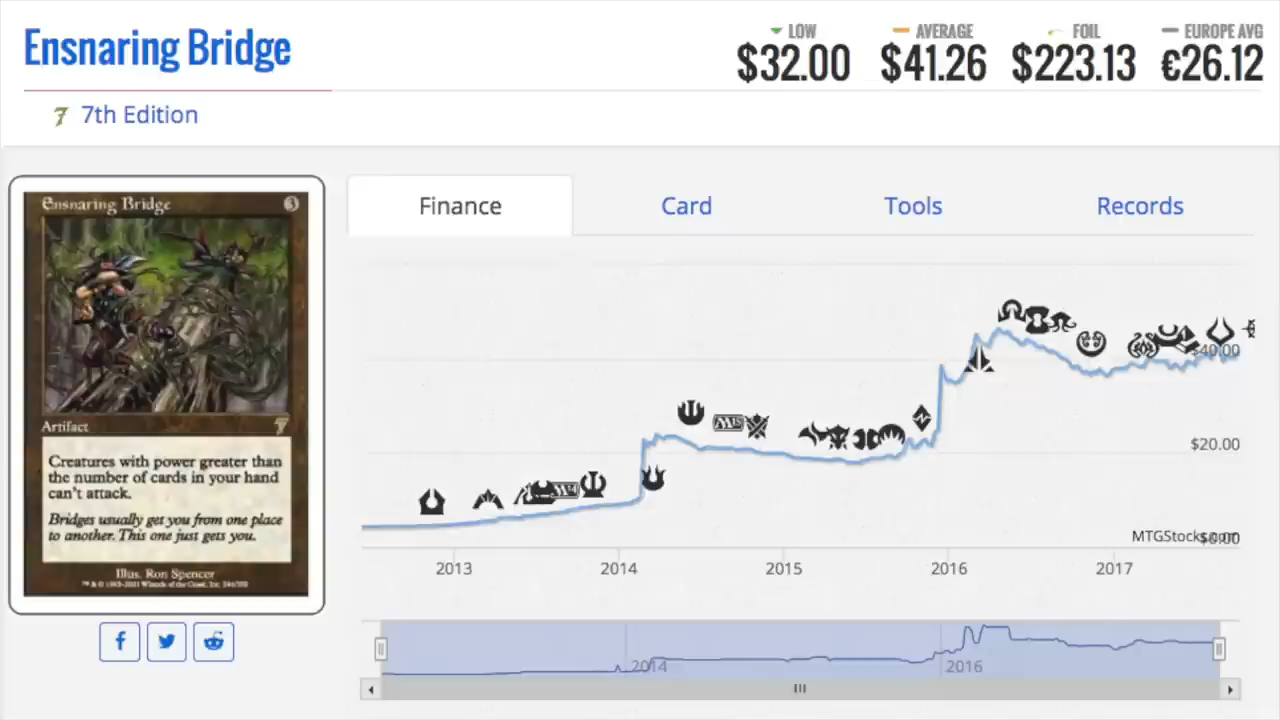 Ensnaring Bridge
LOW
$32.00
AVERAGE
$41.26
FOIL
$223.13
EUROPE AVG
€26.12
7 7th Edition
Ensnaring Bridge 3
Artifact 7
Creatures with power greater than
the number of cards in your hand
can't attack.
Bridges usually get you from one place
to another. This one just gets you.
Illus. Ron Spencer
Finance
Card
Tools
Records
$40.00
$20.00
MTGStocks.com
$0.00
2013
2014
2015
2016
2017
2014
2016